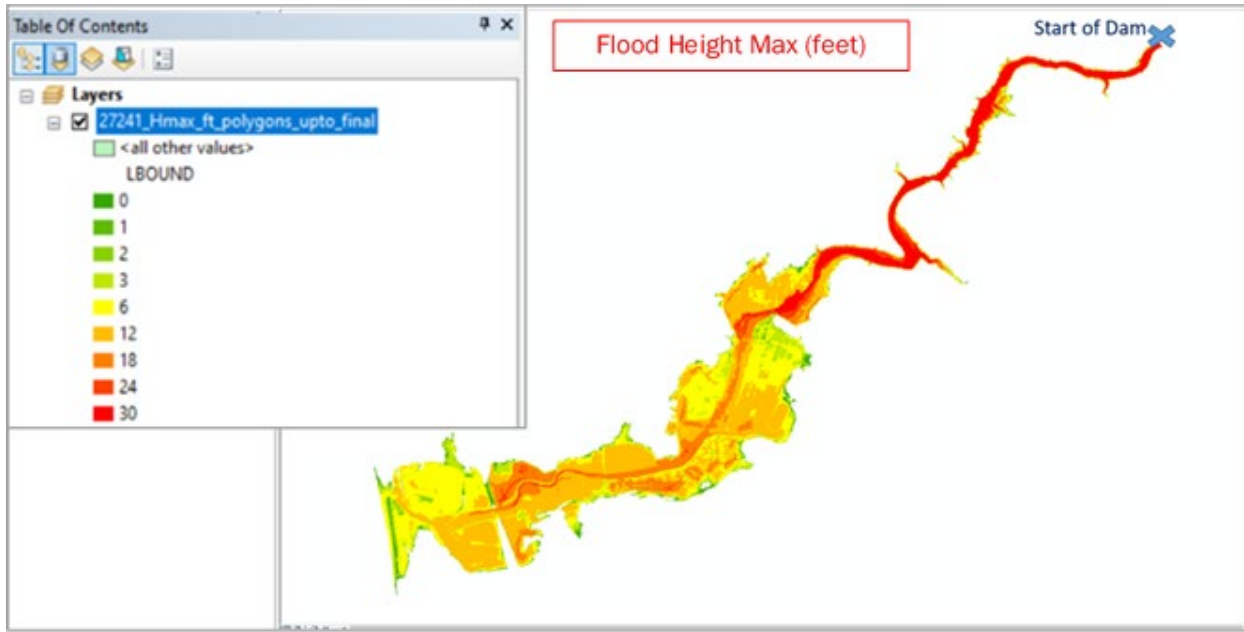 Table Of Contents
Layers
27241_Hmax_ft_polygons_upto_final
<all other values>
LBOUND
0
1
2
3
6
12
18
24
30
Flood Height Max (feet)
Start of Dam